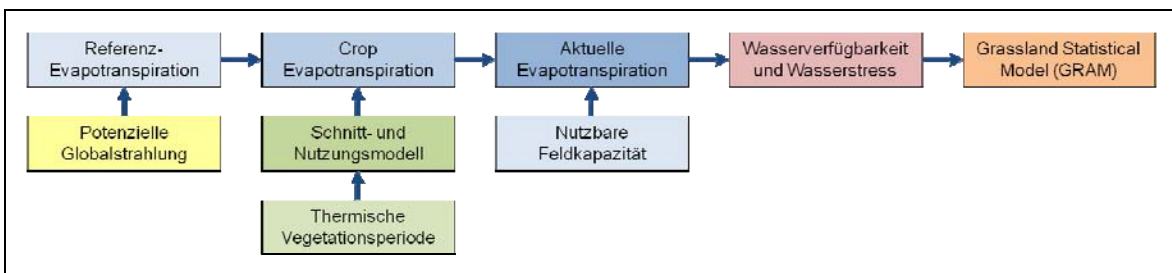 Referenz-
Evapotranspiration
Crop
Evapotranspiration
Aktuelle
Evapotranspiration
Wasserverfügbarkeit
und Wasserstress
Grassland Statistical
Model (GRAM)
Potenzielle
Globalstrahlung
Schnitt- und
Nutzungsmodell
Nutzbare
Feldkapazität
Thermische
Vegetationsperiode